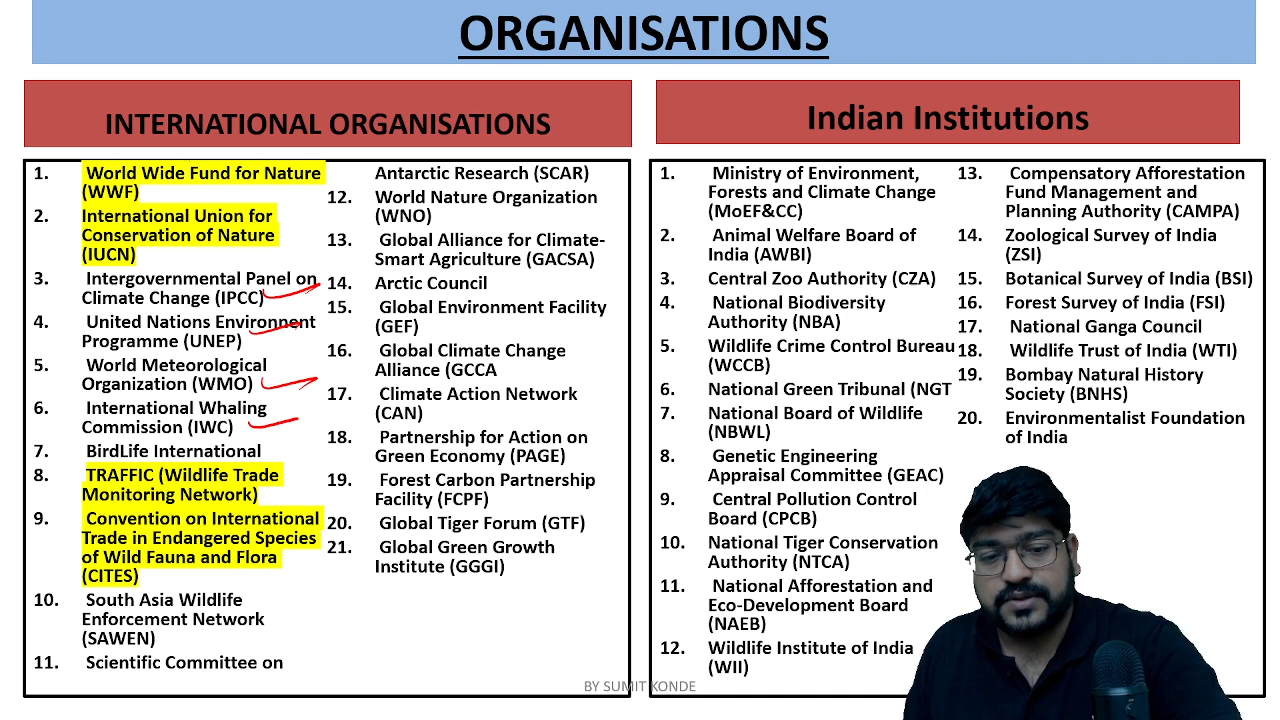 ORGANISATIONS
INTERNATIONAL ORGANISATIONS
1. World Wide Fund for Nature
(WWF)
2. International Union for
Conservation of Nature
(IUCN)
3. Intergovernmental Panel on
Climate Change (IPCC)
4. United Nations Environment
Programme (UNEP)
5. World Meteorological
Organization (WMO)
6. International Whaling
Commission (IWC)
7. BirdLife International
8. TRAFFIC (Wildlife Trade
Monitoring Network)
9. Convention on International
Trade in Endangered Species
of Wild Fauna and Flora
(CITES)
10. South Asia Wildlife
Enforcement Network
(SAWEN)
11. Scientific Committee on
Antarctic Research (SCAR)
12. World Nature Organization
(WNO)
13. Global Alliance for Climate-
Smart Agriculture (GACSA)
14. Arctic Council
15. Global Environment Facility
(GEF)
16. Global Climate Change
Alliance (GCCA
17. Climate Action Network
(CAN)
18. Partnership for Action on
Green Economy (PAGE)
19. Forest Carbon Partnership
Facility (FCPF)
20. Global Tiger Forum (GTF)
21. Global Green Growth
Institute (GGGI)
Indian Institutions
1. Ministry of Environment,
Forests and Climate Change
(MoEF&CC)
2. Animal Welfare Board of
India (AWBI)
3. Central Zoo Authority (CZA)
4. National Biodiversity
Authority (NBA)
5. Wildlife Crime Control Bureau
(WCCB)
6. National Green Tribunal (NGT
7. National Board of Wildlife
(NBWL)
8. Genetic Engineering
Appraisal Committee (GEAC)
9. Central Pollution Control
Board (CPCB)
10. National Tiger Conservation
Authority (NTCA)
11. National Afforestation and
Eco-Development Board
(NAEB)
12. Wildlife Institute of India
(WII)
13. Compensatory Afforestation
Fund Management and
Planning Authority (CAMPA)
14. Zoological Survey of India
(ZSI)
15. Botanical Survey of India (BSI)
16. Forest Survey of India (FSI)
17. National Ganga Council
18. Wildlife Trust of India (WTI)
19. Bombay Natural History
Society (BNHS)
20. Environmentalist Foundation
of India
BY SUMIT KONDE